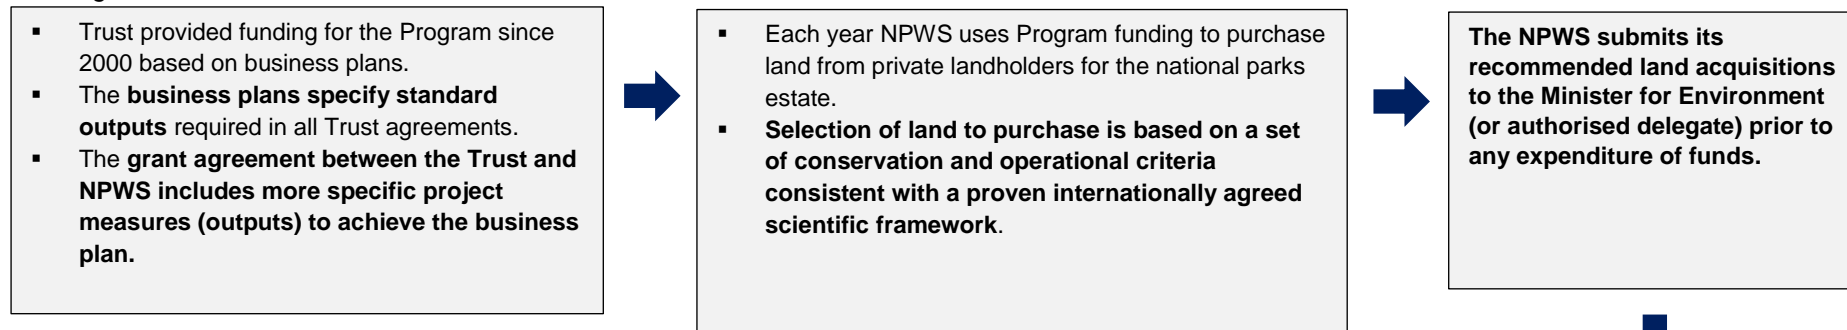 ▪ Trust provided funding for the Program since
2000 based on business plans.
▪ The business plans specify standard
outputs required in all Trust agreements.
▪ The grant agreement between the Trust and
NPWS includes more specific project
measures (outputs) to achieve the business
plan.
▪ Each year NPWS uses Program funding to purchase
land from private landholders for the national parks
estate.
▪ Selection of land to purchase is based on a set
of conservation and operational criteria
consistent with a proven internationally agreed
scientific framework.
The NPWS submits its
recommended land acquisitions
to the Minister for Environment
(or authorised delegate) prior to
any expenditure of funds.